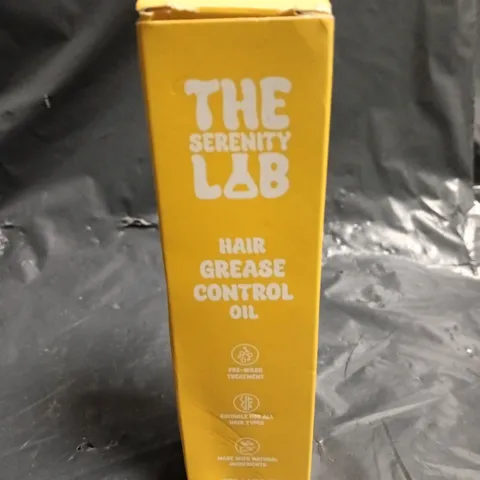 THE
SERENITY
LAB
HAIR
GREASE
CONTROL
OIL
PRE-WASH
TREATMENT
SUITABLE FOR ALL
HAIR TYPES
MADE WITH NATURAL
INGREDIENTS